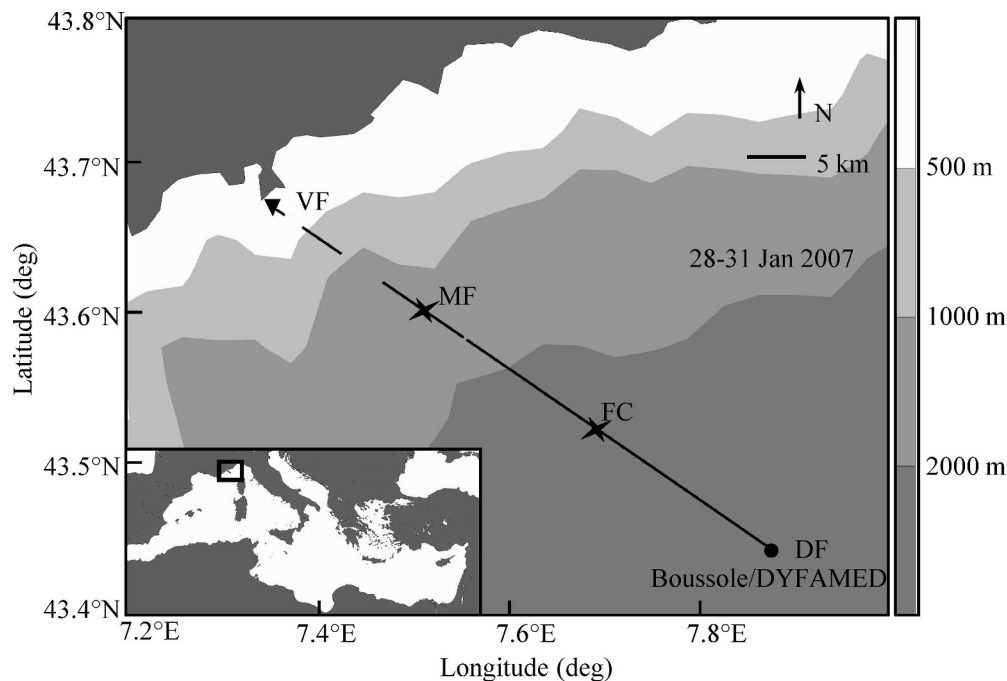 43.8°N
43.7°N
43.6°N
43.5°N
43.4°N
Latitude (deg)
7.2°E
7.4°E
7.6°E
7.8°E
Longitude (deg)
N
5 km
VF
28-31 Jan 2007
MF
FC
DF
Boussole/DYFAMED
500 m
1000 m
2000 m